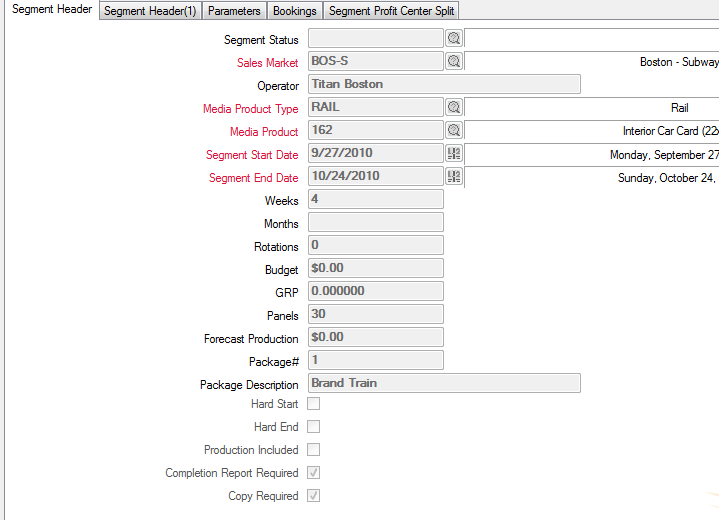 Segment Header Segment Header(1) Parameters Bookings Segment Profit Center Split
Segment Status
Sales Market BOS-S Boston - Subway
Operator Titan Boston
Media Product Type RAIL Rail
Media Product 162 Interior Car Card (22
Segment Start Date 9/27/2010 Monday, September 27
Segment End Date 10/24/2010 Sunday, October 24,
Weeks 4
Months
Rotations 0
Budget $0.00
GRP 0.000000
Panels 30
Forecast Production $0.00
Package# 1
Package Description Brand Train
Hard Start
Hard End
Production Included
Completion Report Required
Copy Required